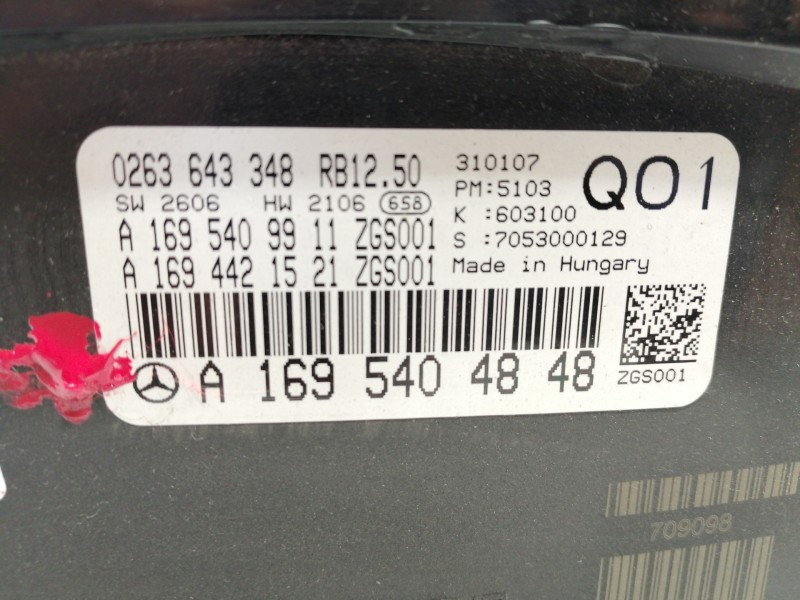 0263 643 348 RB12.50
SW 2606 HW 2106 658
A 169 540 99 11 ZGS001
A 169 442 15 21 ZGS001
310107
PM:5103
K :603100
S :7053000129
Made in Hungary
Q01
A 169 540 48 48
ZGS001
709098